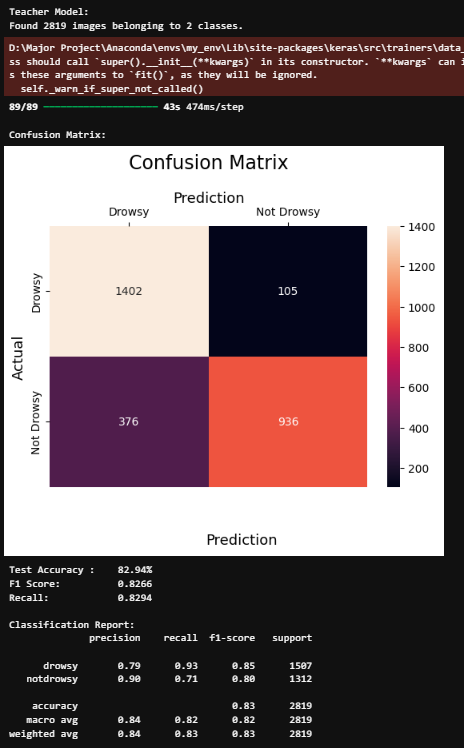 Teacher Model:
Found 2819 images belonging to 2 classes.
D:\Major Project\Anaconda\envs\my_env\Lib\site-packages\keras\src\trainers\data_
ss should call `super().__init__(**kwargs)` in its constructor. `**kwargs` can i
s these arguments to `fit()`, as they will be ignored.
self._warn_if_super_not_called()
89/89 43s 474ms/step
Confusion Matrix:
Confusion Matrix
Prediction
Drowsy Not Drowsy
Actual
Drowsy 1402 105
Not Drowsy 376 936
1400
1200
1000
800
600
400
200
Prediction
Test Accuracy : 82.94%
F1 Score: 0.8266
Recall: 0.8294
Classification Report:
precision recall f1-score support
drowsy 0.79 0.93 0.85 1507
notdrowsy 0.90 0.71 0.80 1312
accuracy 0.83 2819
macro avg 0.84 0.82 0.82 2819
weighted avg 0.84 0.83 0.83 2819